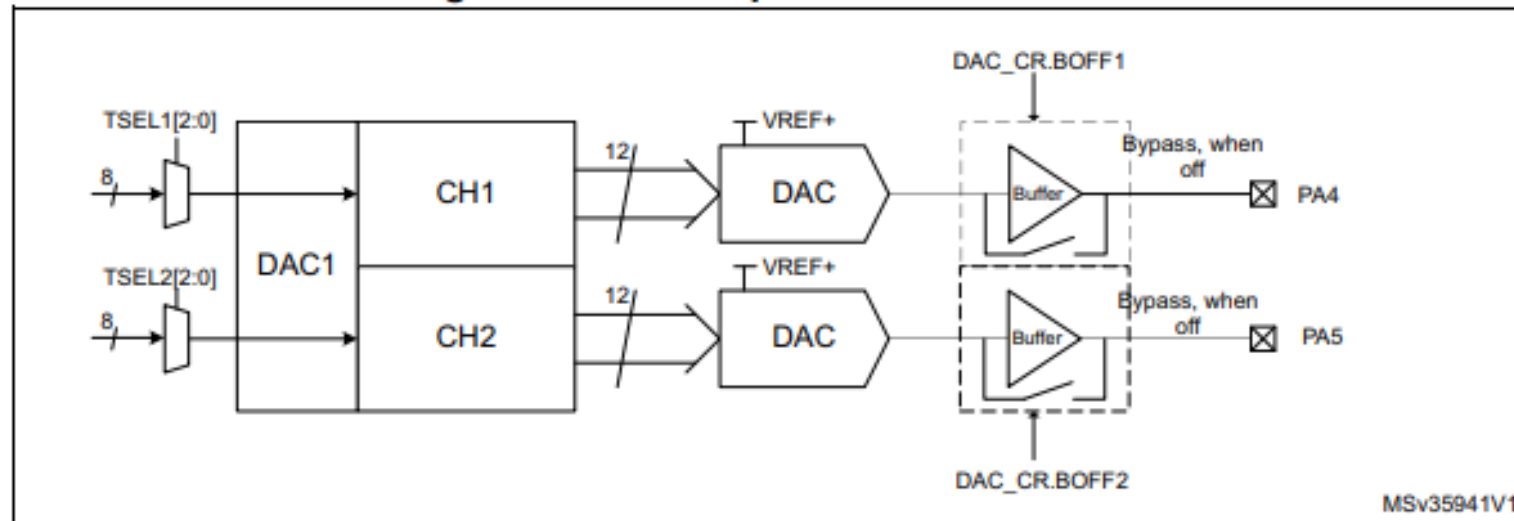 DAC_CR.BOFF1
TSEL1[2:0]
VREF+
8
12
CH1
DAC
Buffer
Bypass, when
off
PA4
DAC1
TSEL2[2:0]
VREF+
8
12
CH2
DAC
Buffer
Bypass, when
off
PA5
DAC_CR.BOFF2
MSv35941V1